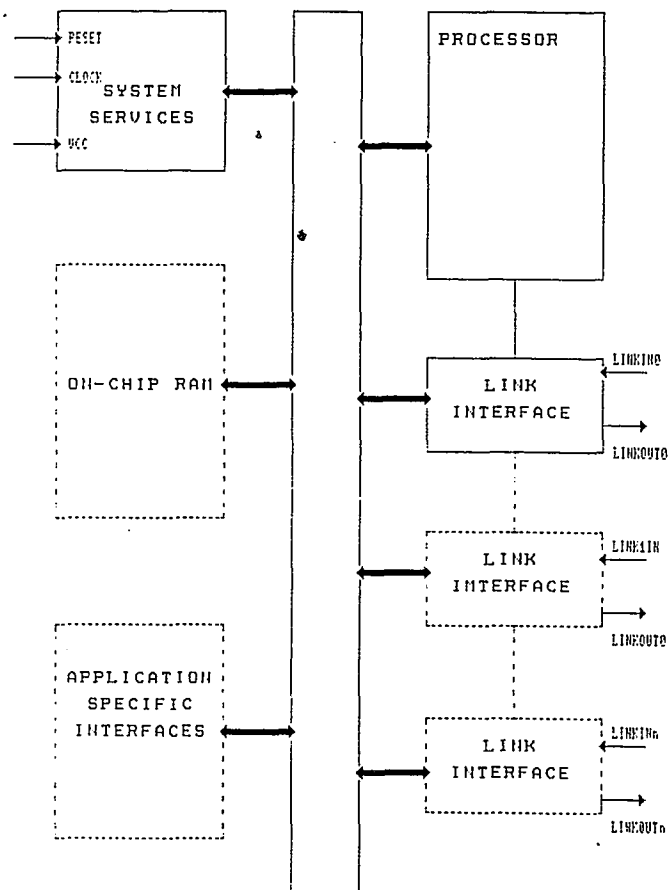 RESET
CLOCK
SYSTEM
SERVICES
VCC
PROCESSOR
ON-CHIP RAM
LINK
INTERFACE
LINKIN0
LINKOUT0
LINK
IMTERFACE
LINK1IN
LINKOUT0
APPLICATION
SPECIFIC
INTERFACES
LINK
INTERFACE
LINKINn
LINKOUTn